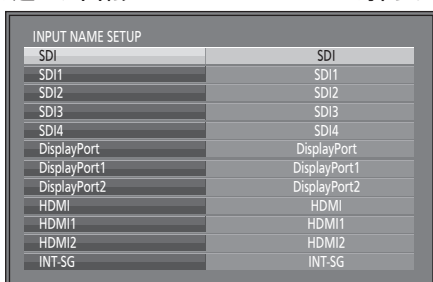 INPUT NAME SETUP
SDI SDI
SDI1 SDI1
SDI2 SDI2
SDI3 SDI3
SDI4 SDI4
DisplayPort DisplayPort
DisplayPort1 DisplayPort1
DisplayPort2 DisplayPort2
HDMI HDMI
HDMI1 HDMI1
HDMI2 HDMI2
INT-SG INT-SG